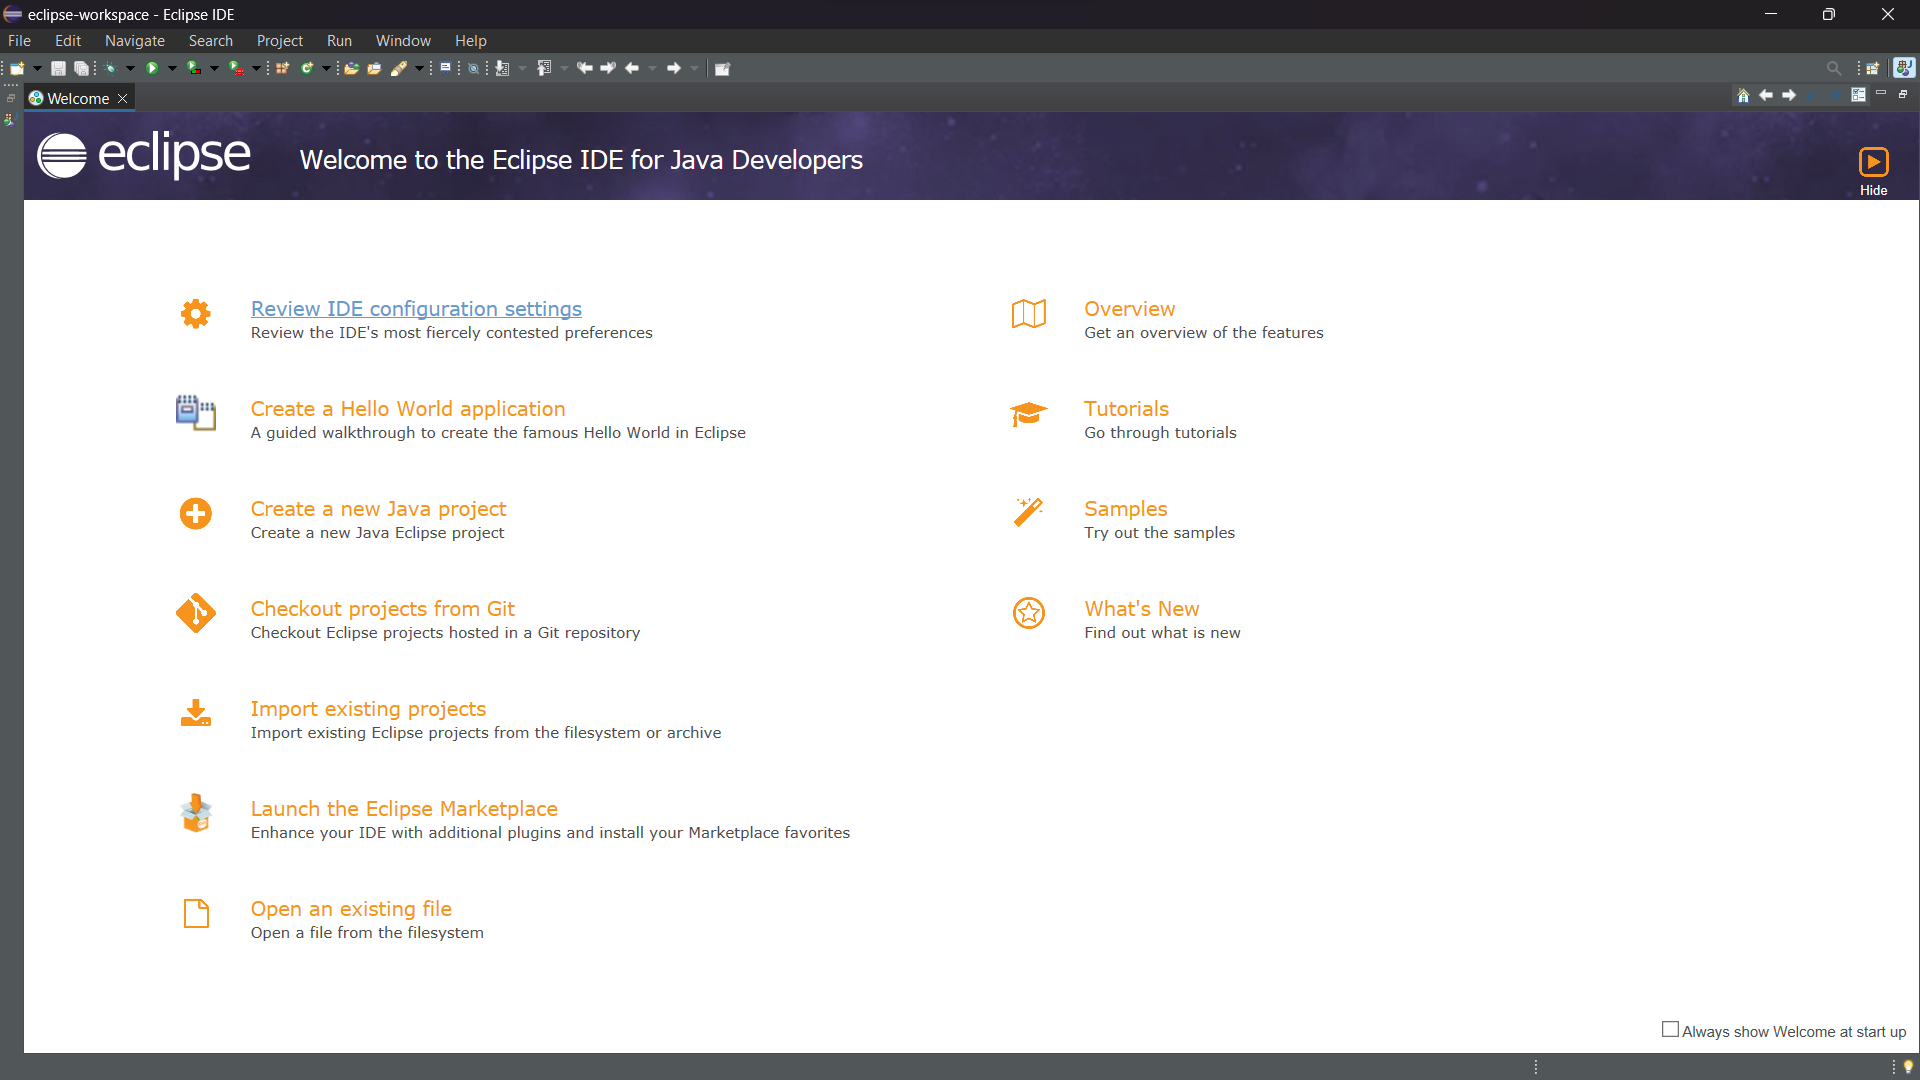 eclipse-workspace - Eclipse IDE
File Edit Navigate Search Project Run Window Help
Welcome
eclipse
Welcome to the Eclipse IDE for Java Developers
Hide
Review IDE configuration settings
Review the IDE's most fiercely contested preferences
Create a Hello World application
A guided walkthrough to create the famous Hello World in Eclipse
Create a new Java project
Create a new Java Eclipse project
Checkout projects from Git
Checkout Eclipse projects hosted in a Git repository
Import existing projects
Import existing Eclipse projects from the filesystem or archive
Launch the Eclipse Marketplace
Enhance your IDE with additional plugins and install your Marketplace favorites
Open an existing file
Open a file from the filesystem
Overview
Get an overview of the features
Tutorials
Go through tutorials
Samples
Try out the samples
What's New
Find out what is new
Always show Welcome at start up